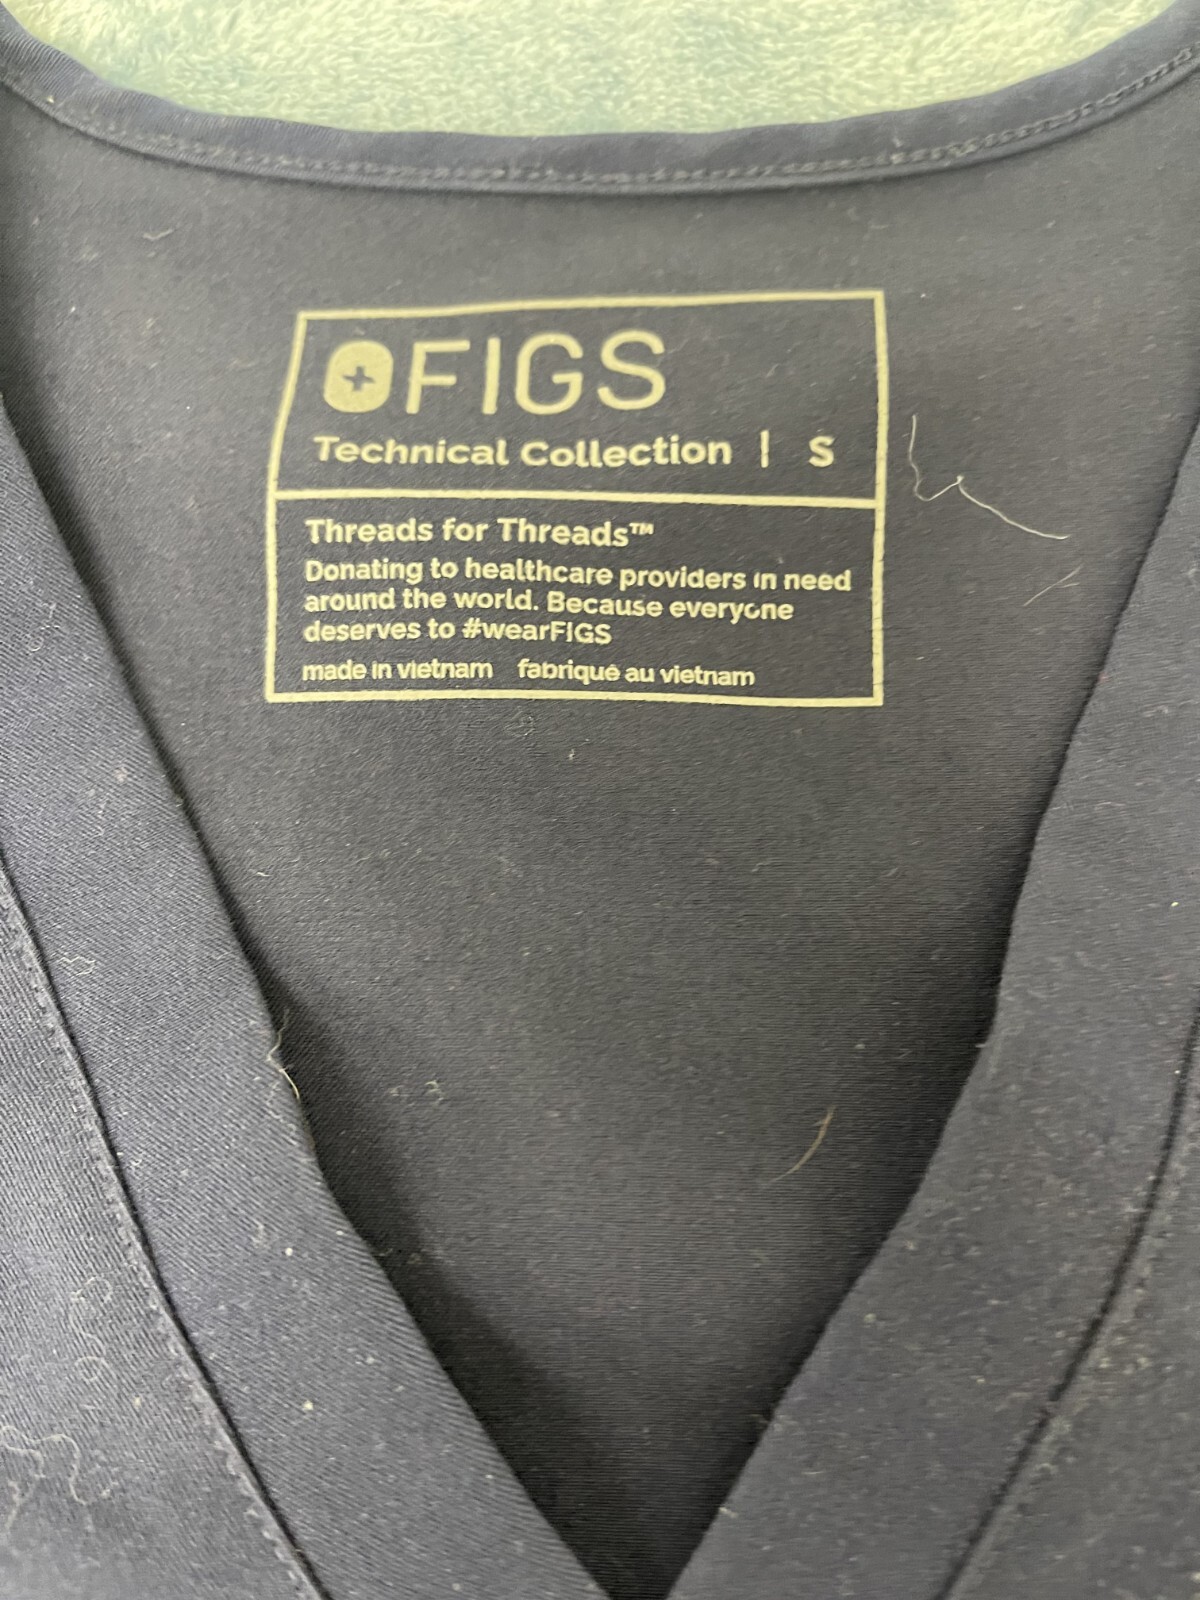 FIGS
Technical Collection | S
Threads for Threads™
Donating to healthcare providers in need
around the world. Because everyone
deserves to #wearFIGS
made in vietnam fabriqué au vietnam